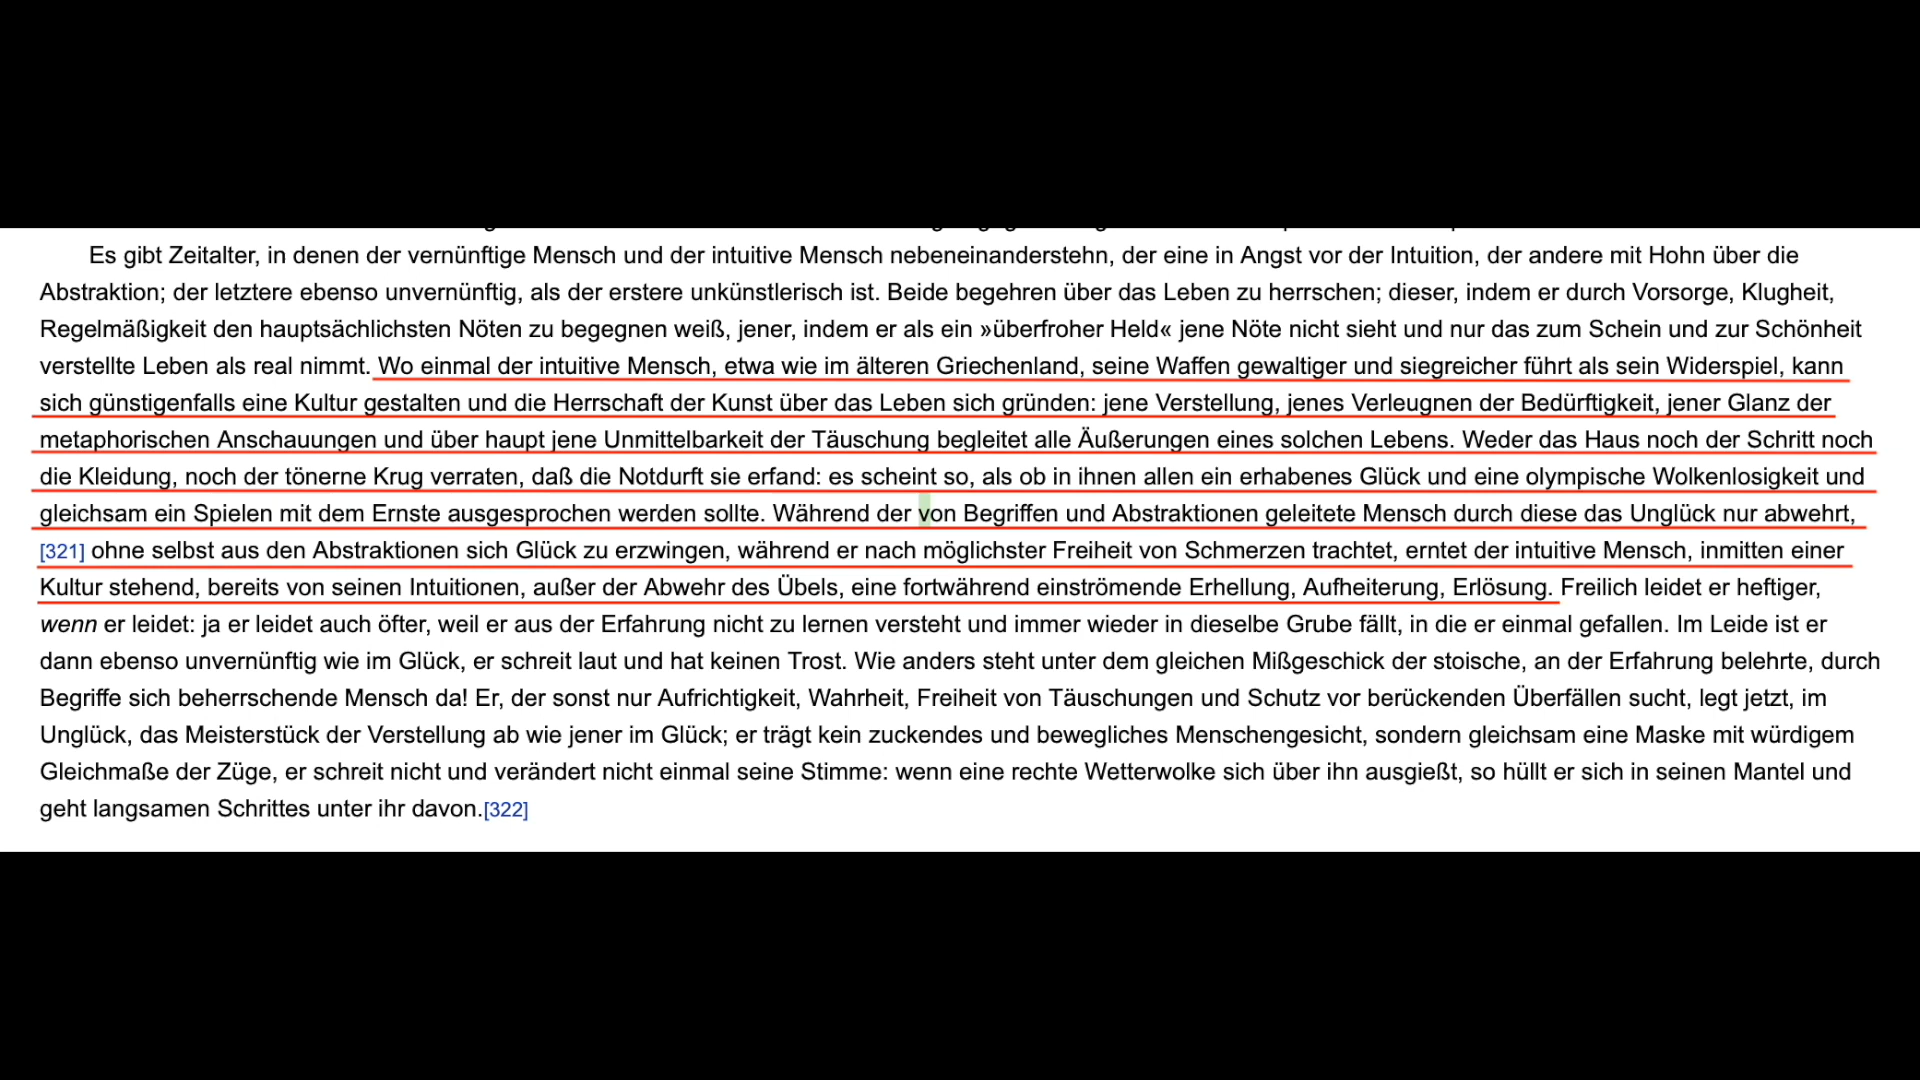 Es gibt Zeitalter, in denen der vernünftige Mensch und der intuitive Mensch nebeneinanderstehn, der eine in Angst vor der Intuition, der andere mit Hohn über die
Abstraktion; der letztere ebenso unvernünftig, als der erstere unkünstlerisch ist. Beide begehren über das Leben zu herrschen; dieser, indem er durch Vorsorge, Klugheit,
Regelmäßigkeit den hauptsächlichsten Nöten zu begegnen weiß, jener, indem er als ein »überfroher Held« jene Nöte nicht sieht und nur das zum Schein und zur Schönheit
verstellte Leben als real nimmt. Wo einmal der intuitive Mensch, etwa wie im älteren Griechenland, seine Waffen gewaltiger und siegreicher führt als sein Widerspiel, kann
sich günstigenfalls eine Kultur gestalten und die Herrschaft der Kunst über das Leben sich gründen: jene Verstellung, jenes Verleugnen der Bedürftigkeit, jener Glanz der
metaphorischen Anschauungen und über haupt jene Unmittelbarkeit der Täuschung begleitet alle Äußerungen eines solchen Lebens. Weder das Haus noch der Schritt noch
die Kleidung, noch der tönerne Krug verraten, daß die Notdurft sie erfand: es scheint so, als ob in ihnen allen ein erhabenes Glück und eine olympische Wolkenlosigkeit und
gleichsam ein Spielen mit dem Ernste ausgesprochen werden sollte. Während der von Begriffen und Abstraktionen geleitete Mensch durch diese das Unglück nur abwehrt,
[321] ohne selbst aus den Abstraktionen sich Glück zu erzwingen, während er nach möglichster Freiheit von Schmerzen trachtet, erntet der intuitive Mensch, inmitten einer
Kultur stehend, bereits von seinen Intuitionen, außer der Abwehr des Übels, eine fortwährend einströmende Erhellung, Aufheiterung, Erlösung. Freilich leidet er heftiger,
wenn er leidet: ja er leidet auch öfter, weil er aus der Erfahrung nicht zu lernen versteht und immer wieder in dieselbe Grube fällt, in die er einmal gefallen. Im Leide ist er
dann ebenso unvernünftig wie im Glück, er schreit laut und hat keinen Trost. Wie anders steht unter dem gleichen Mißgeschick der stoische, an der Erfahrung belehrte, durch
Begriffe sich beherrschende Mensch da! Er, der sonst nur Aufrichtigkeit, Wahrheit, Freiheit von Täuschungen und Schutz vor berückenden Überfällen sucht, legt jetzt, im
Unglück, das Meisterstück der Verstellung ab wie jener im Glück; er trägt kein zuckendes und bewegliches Menschengesicht, sondern gleichsam eine Maske mit würdigem
Gleichmaße der Züge, er schreit nicht und verändert nicht einmal seine Stimme: wenn eine rechte Wetterwolke sich über ihn ausgießt, so hüllt er sich in seinen Mantel und
geht langsamen Schrittes unter ihr davon.[322]